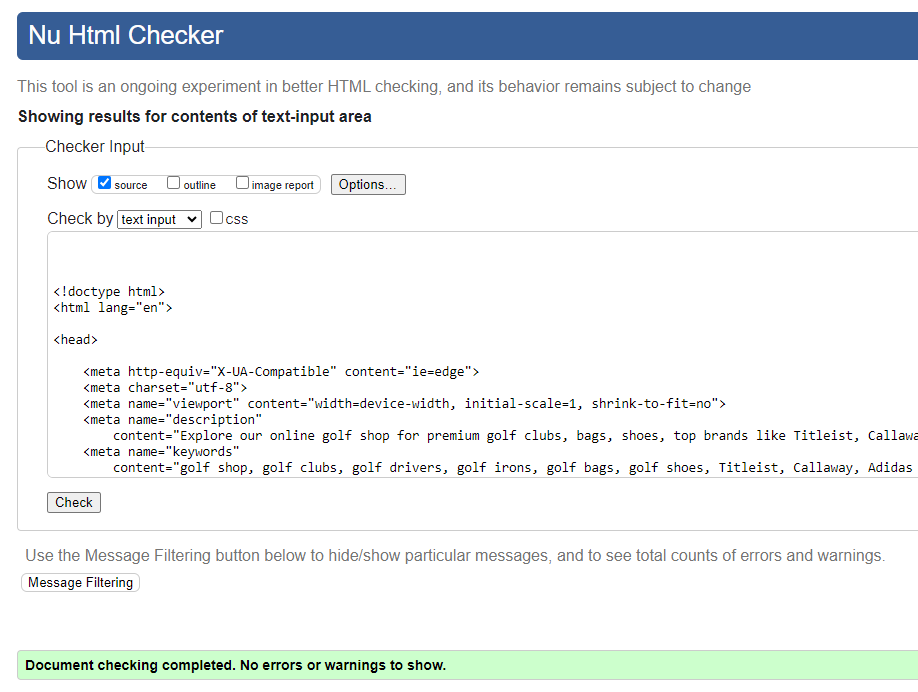 Nu Html Checker
This tool is an ongoing experiment in better HTML checking, and its behavior remains subject to change
Showing results for contents of text-input area
Checker Input
Show source outline image report Options...
Check by text input css
<!doctype html>
<html lang="en">
<head>
<meta http-equiv="X-UA-Compatible" content="ie=edge">
<meta charset="utf-8">
<meta name="viewport" content="width=device-width, initial-scale=1, shrink-to-fit=no">
<meta name="description"
content="Explore our online golf shop for premium golf clubs, bags, shoes, top brands like Titleist, Callawa
<meta name="keywords"
content="golf shop, golf clubs, golf drivers, golf irons, golf bags, golf shoes, Titleist, Callaway, Adidas
Check
Use the Message Filtering button below to hide/show particular messages, and to see total counts of errors and warnings.
Message Filtering
Document checking completed. No errors or warnings to show.